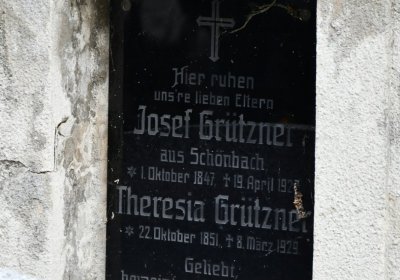 Hier ruhen
uns're lieben Eltern
Josef Grützner
aus Schönbach
* 1. Oktober 1847. ✝ 19. April
Theresia Grützner
* 22. Oktober 1851. ✝ 8. März 1929.
Geliebt,